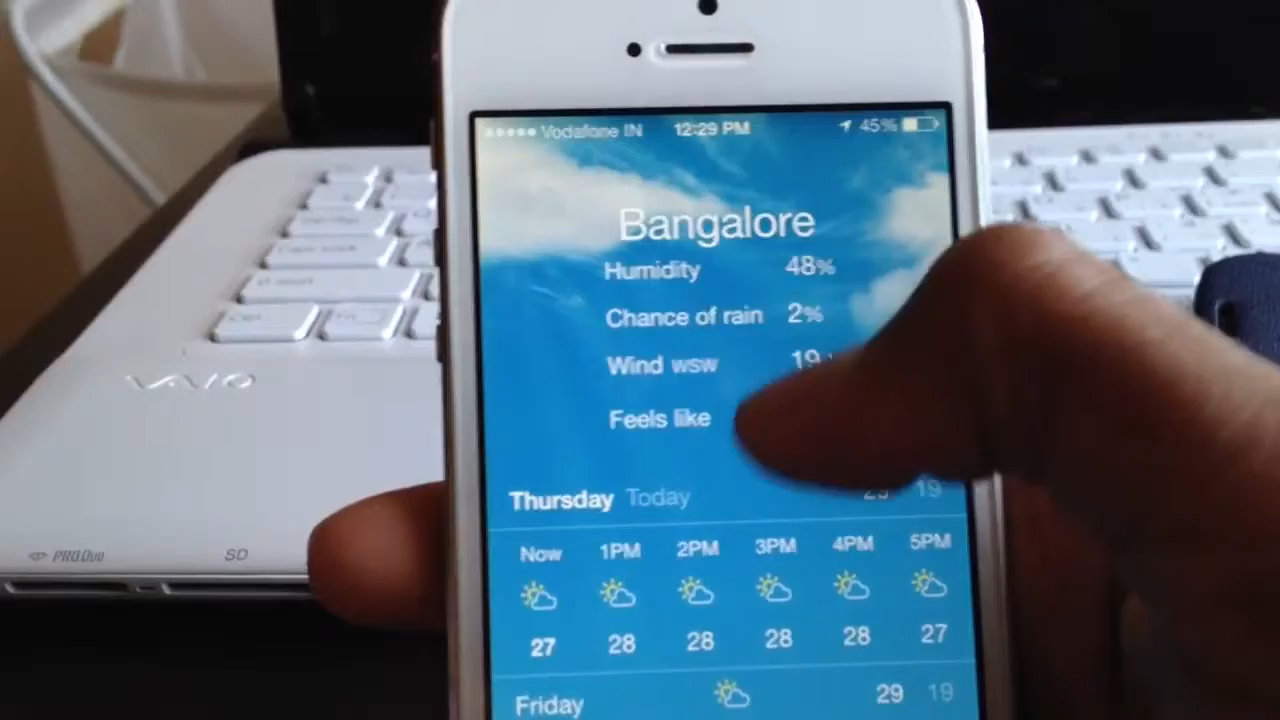 Vodafone IN 12:29 PM 45%
Bangalore
Humidity 48%
Chance of rain 2%
Wind wsw 19
Feels like
Thursday Today 19
Now 1PM 2PM 3PM 4PM 5PM
27 28 28 28 28 27
Friday 29 19
VAIO
PRO Duo SD